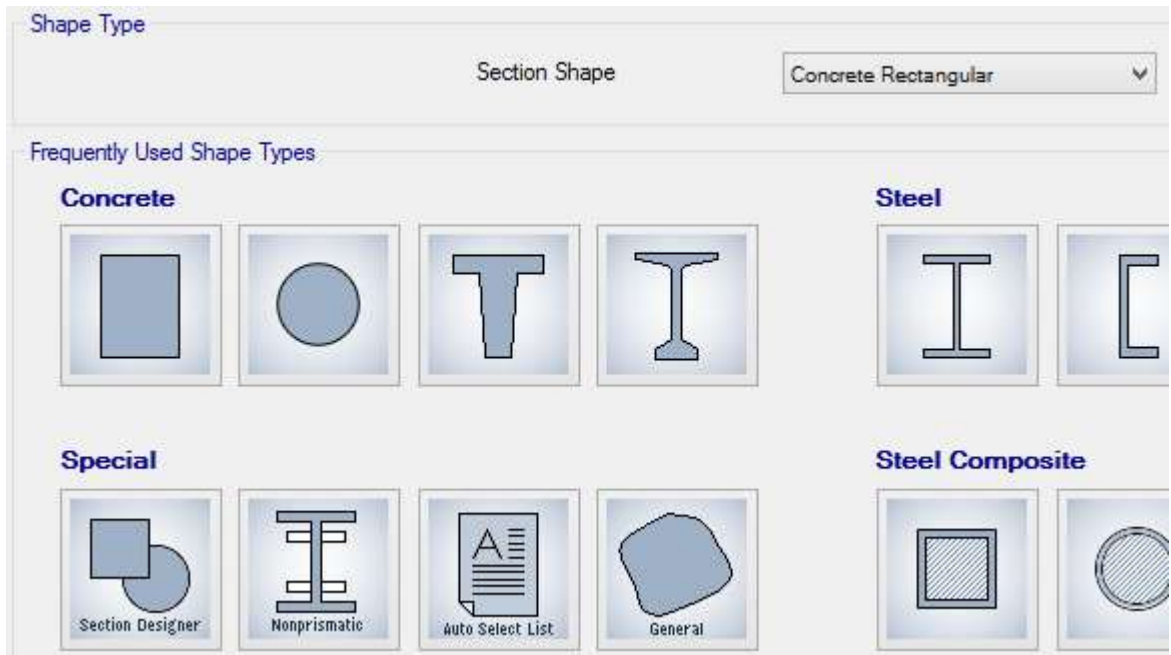 Shape Type
Section Shape Concrete Rectangular
Frequently Used Shape Types
Concrete Steel
Special Steel Composite
Section Designer Nonprismatic Auto Select List General